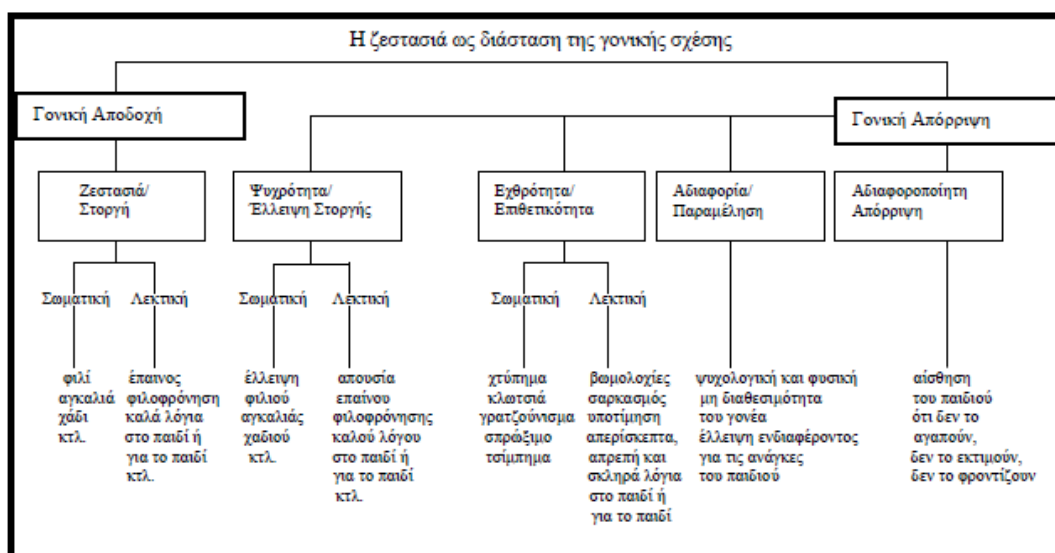 Η ζεστασιά ως διάσταση της γονικής σχέσης
Γονική Αποδοχή
Γονική Απόρριψη
Ζεστασιά/
Στοργή
Ψυχρότητα/
Έλλειψη Στοργής
Εχθρότητα/
Επιθετικότητα
Αδιαφορία/
Παραμέληση
Αδιαφοροποίητη
Απόρριψη
Σωματική
Λεκτική
Σωματική
Λεκτική
Σωματική
Λεκτική
φιλί
αγκαλιά
χάδι
κτλ.
έπαινος
φιλοφρόνηση
καλά λόγια
στο παιδί ή
για το παιδί
κτλ.
έλλειψη
φιλιού
αγκαλιάς
χαδιού
κτλ.
απουσία
επαίνου
φιλοφρόνησης
καλού λόγου
στο παιδί ή
για το παιδί
κτλ.
χτύπημα
κλωτσιά
γρατζούνισμα
σπρώξιμο
τσίμπημα
βωμολοχίες
σαρκασμός
υποτίμηση
απερίσκεπτα,
απρεπή και
σκληρά λόγια
στο παιδί ή
για το παιδί
ψυχολογική και φυσική
μη διαθεσιμότητα
του γονέα
έλλειψη ενδιαφέροντος
για τις ανάγκες
του παιδιού
αίσθηση
του παιδιού
ότι δεν το
αγαπούν,
δεν το εκτιμούν,
δεν το φροντίζουν